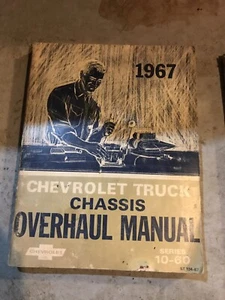 1967
CHEVROLET TRUCK
CHASSIS
OVERHAUL MANUAL
SERIES
10-60
CHEVROLET